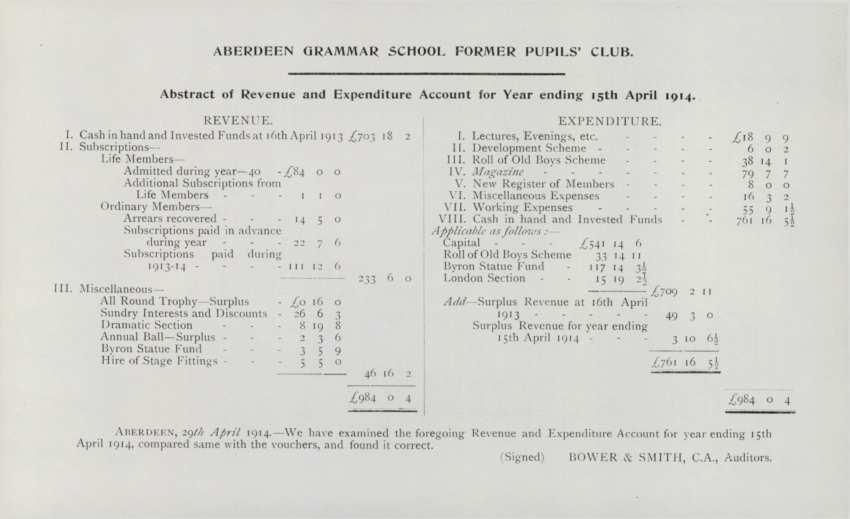 ABERDEEN GRAMMAR SCHOOL FORMER PUPILS' CLUB.
Abstract of Revenue and Expenditure Account for Year ending 15th April 1914.
REVENUE.
I. Cash in hand and Invested Funds at 16th April 1913 £703 18 2
II. Subscriptions—
Life Members—
Admitted during year—40 - £84 0 0
Additional Subscriptions from
Life Members - - - 1 1 0
Ordinary Members—
Arrears recovered - - - 14 5 0
Subscriptions paid in advance
during year - - - 22 7 6
Subscriptions paid during
1913-14 - - - - 111 12 6
233 6 0
III. Miscellaneous—
All Round Trophy—Surplus - £0 16 0
Sundry Interests and Discounts - 26 6 3
Dramatic Section - - - 8 19 8
Annual Ball—Surplus - - - 2 3 6
Byron Statue Fund - - - 3 5 9
Hire of Stage Fittings - - - 5 5 0
46 16 2
£984 0 4
EXPENDITURE.
I. Lectures, Evenings, etc. - - - - £18 9 9
II. Development Scheme - - - - - 6 0 2
III. Roll of Old Boys Scheme - - - - 38 14 1
IV. Magazine - - - - - - 79 7 7
V. New Register of Members - - - - 8 0 0
VI. Miscellaneous Expenses - - - - 16 3 2
VII. Working Expenses - - - - - 55 9 1½
VIII. Cash in hand and Invested Funds - - 761 16 5½
Applicable as follows :—
Capital - - - £541 14 6
Roll of Old Boys Scheme 33 14 11
Byron Statue Fund - 117 14 3½
London Section - - 15 19 2½
£709 2 11
Add—Surplus Revenue at 16th April
1913 - - - - - 49 3 0
Surplus Revenue for year ending
15th April 1914 - - - 3 10 6½
£761 16 5½
£984 0 4
ABERDEEN, 29th April 1914.—We have examined the foregoing Revenue and Expenditure Account for year ending 15th
April 1914, compared same with the vouchers, and found it correct.
(Signed) BOWER & SMITH, C.A., Auditors.